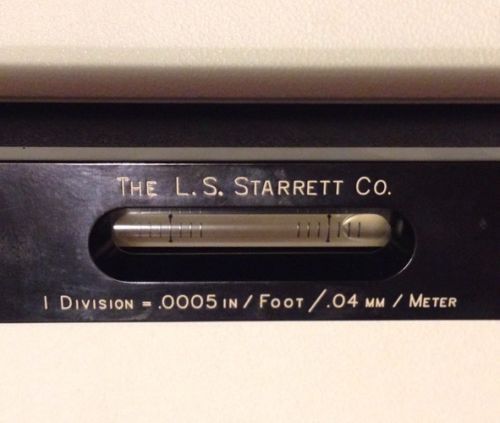 THE L. S. STARRETT CO.
1 DIVISION = .0005 IN / FOOT / .04 MM / METER